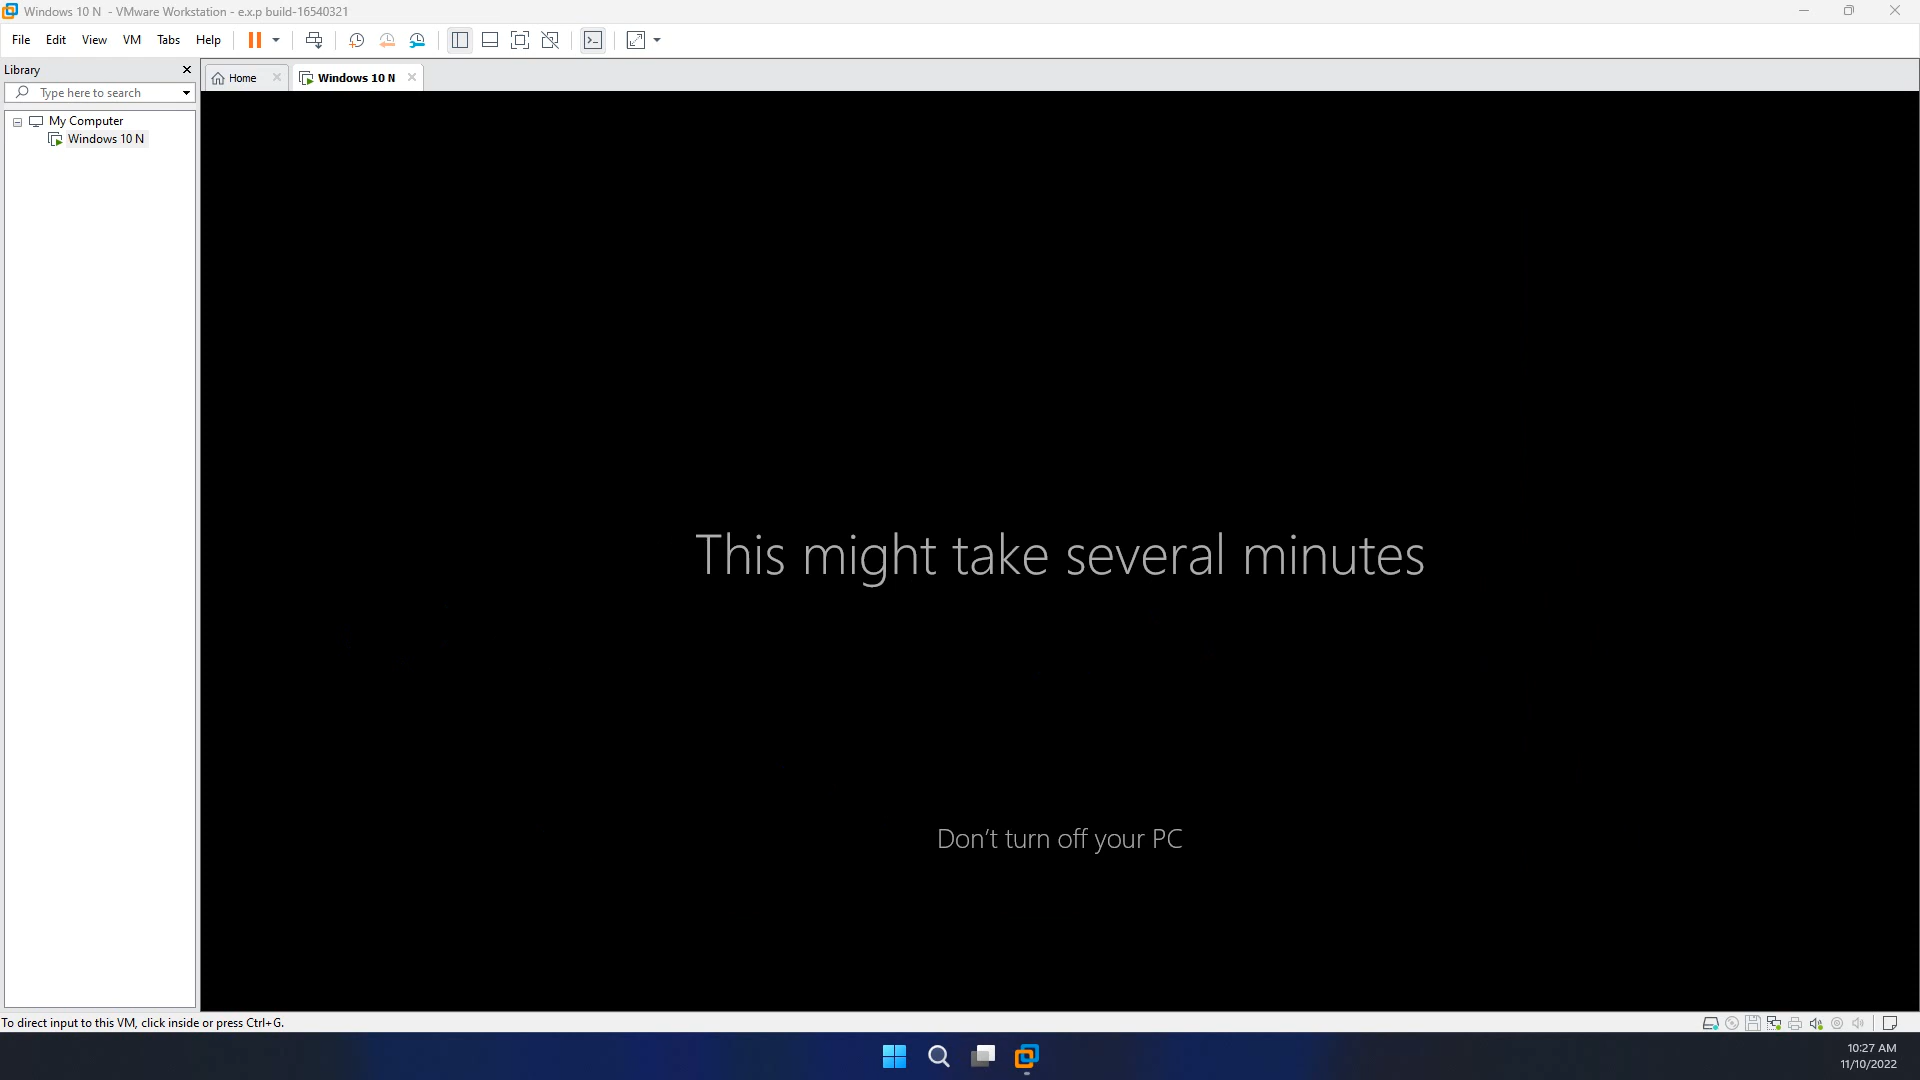 Windows 10 N - VMware Workstation - e.x.p build-16540321
File Edit View VM Tabs Help
Library
Type here to search
My Computer
Windows 10 N
Home
Windows 10 N
This might take several minutes
Don't turn off your PC
To direct input to this VM, click inside or press Ctrl+G.
10:27 AM
11/10/2022